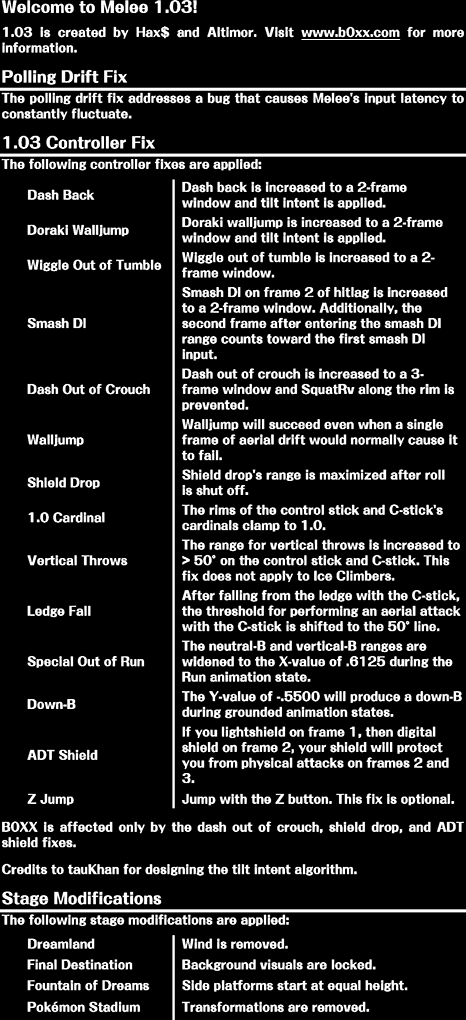 Welcome to Melee 1.03!
1.03 is created by Hax$ and Altimor. Visit www.b0xx.com for more
information.
Polling Drift Fix
The polling drift fix addresses a bug that causes Melee's input latency to
constantly fluctuate.
1.03 Controller Fix
The following controller fixes are applied:
Dash Back
Dash back is increased to a 2-frame
window and tilt intent is applied.
Doraki Walljump
Doraki walljump is increased to a 2-frame
window and tilt intent is applied.
Wiggle Out of Tumble
Wiggle out of tumble is increased to a 2-
frame window.
Smash DI
Smash DI on frame 2 of hitlag is increased
to a 2-frame window. Additionally, the
second frame after entering the smash DI
range counts toward the first smash DI
input.
Dash Out of Crouch
Dash out of crouch is increased to a 3-
frame window and SquatRv along the rim is
prevented.
Walljump
Walljump will succeed even when a single
frame of aerial drift would normally cause it
to fail.
Shield Drop
Shield drop's range is maximized after roll
is shut off.
1.0 Cardinal
The rims of the control stick and C-stick's
cardinals clamp to 1.0.
Vertical Throws
The range for vertical throws is increased to
> 50° on the control stick and C-stick. This
fix does not apply to Ice Climbers.
Ledge Fall
After falling from the ledge with the C-stick,
the threshold for performing an aerial attack
with the C-stick is shifted to the 50° line.
Special Out of Run
The neutral-B and vertical-B ranges are
widened to the X-value of .6125 during the
Run animation state.
Down-B
The Y-value of -.5500 will produce a down-B
during grounded animation states.
ADT Shield
If you lightshield on frame 1, then digital
shield on frame 2, your shield will protect
you from physical attacks on frames 2 and
3.
Z Jump
Jump with the Z button. This fix is optional.
B0XX is affected only by the dash out of crouch, shield drop, and ADT
shield fixes.
Credits to tauKhan for designing the tilt intent algorithm.
Stage Modifications
The following stage modifications are applied:
Dreamland
Wind is removed.
Final Destination
Background visuals are locked.
Fountain of Dreams
Side platforms start at equal height.
Pokémon Stadium
Transformations are removed.